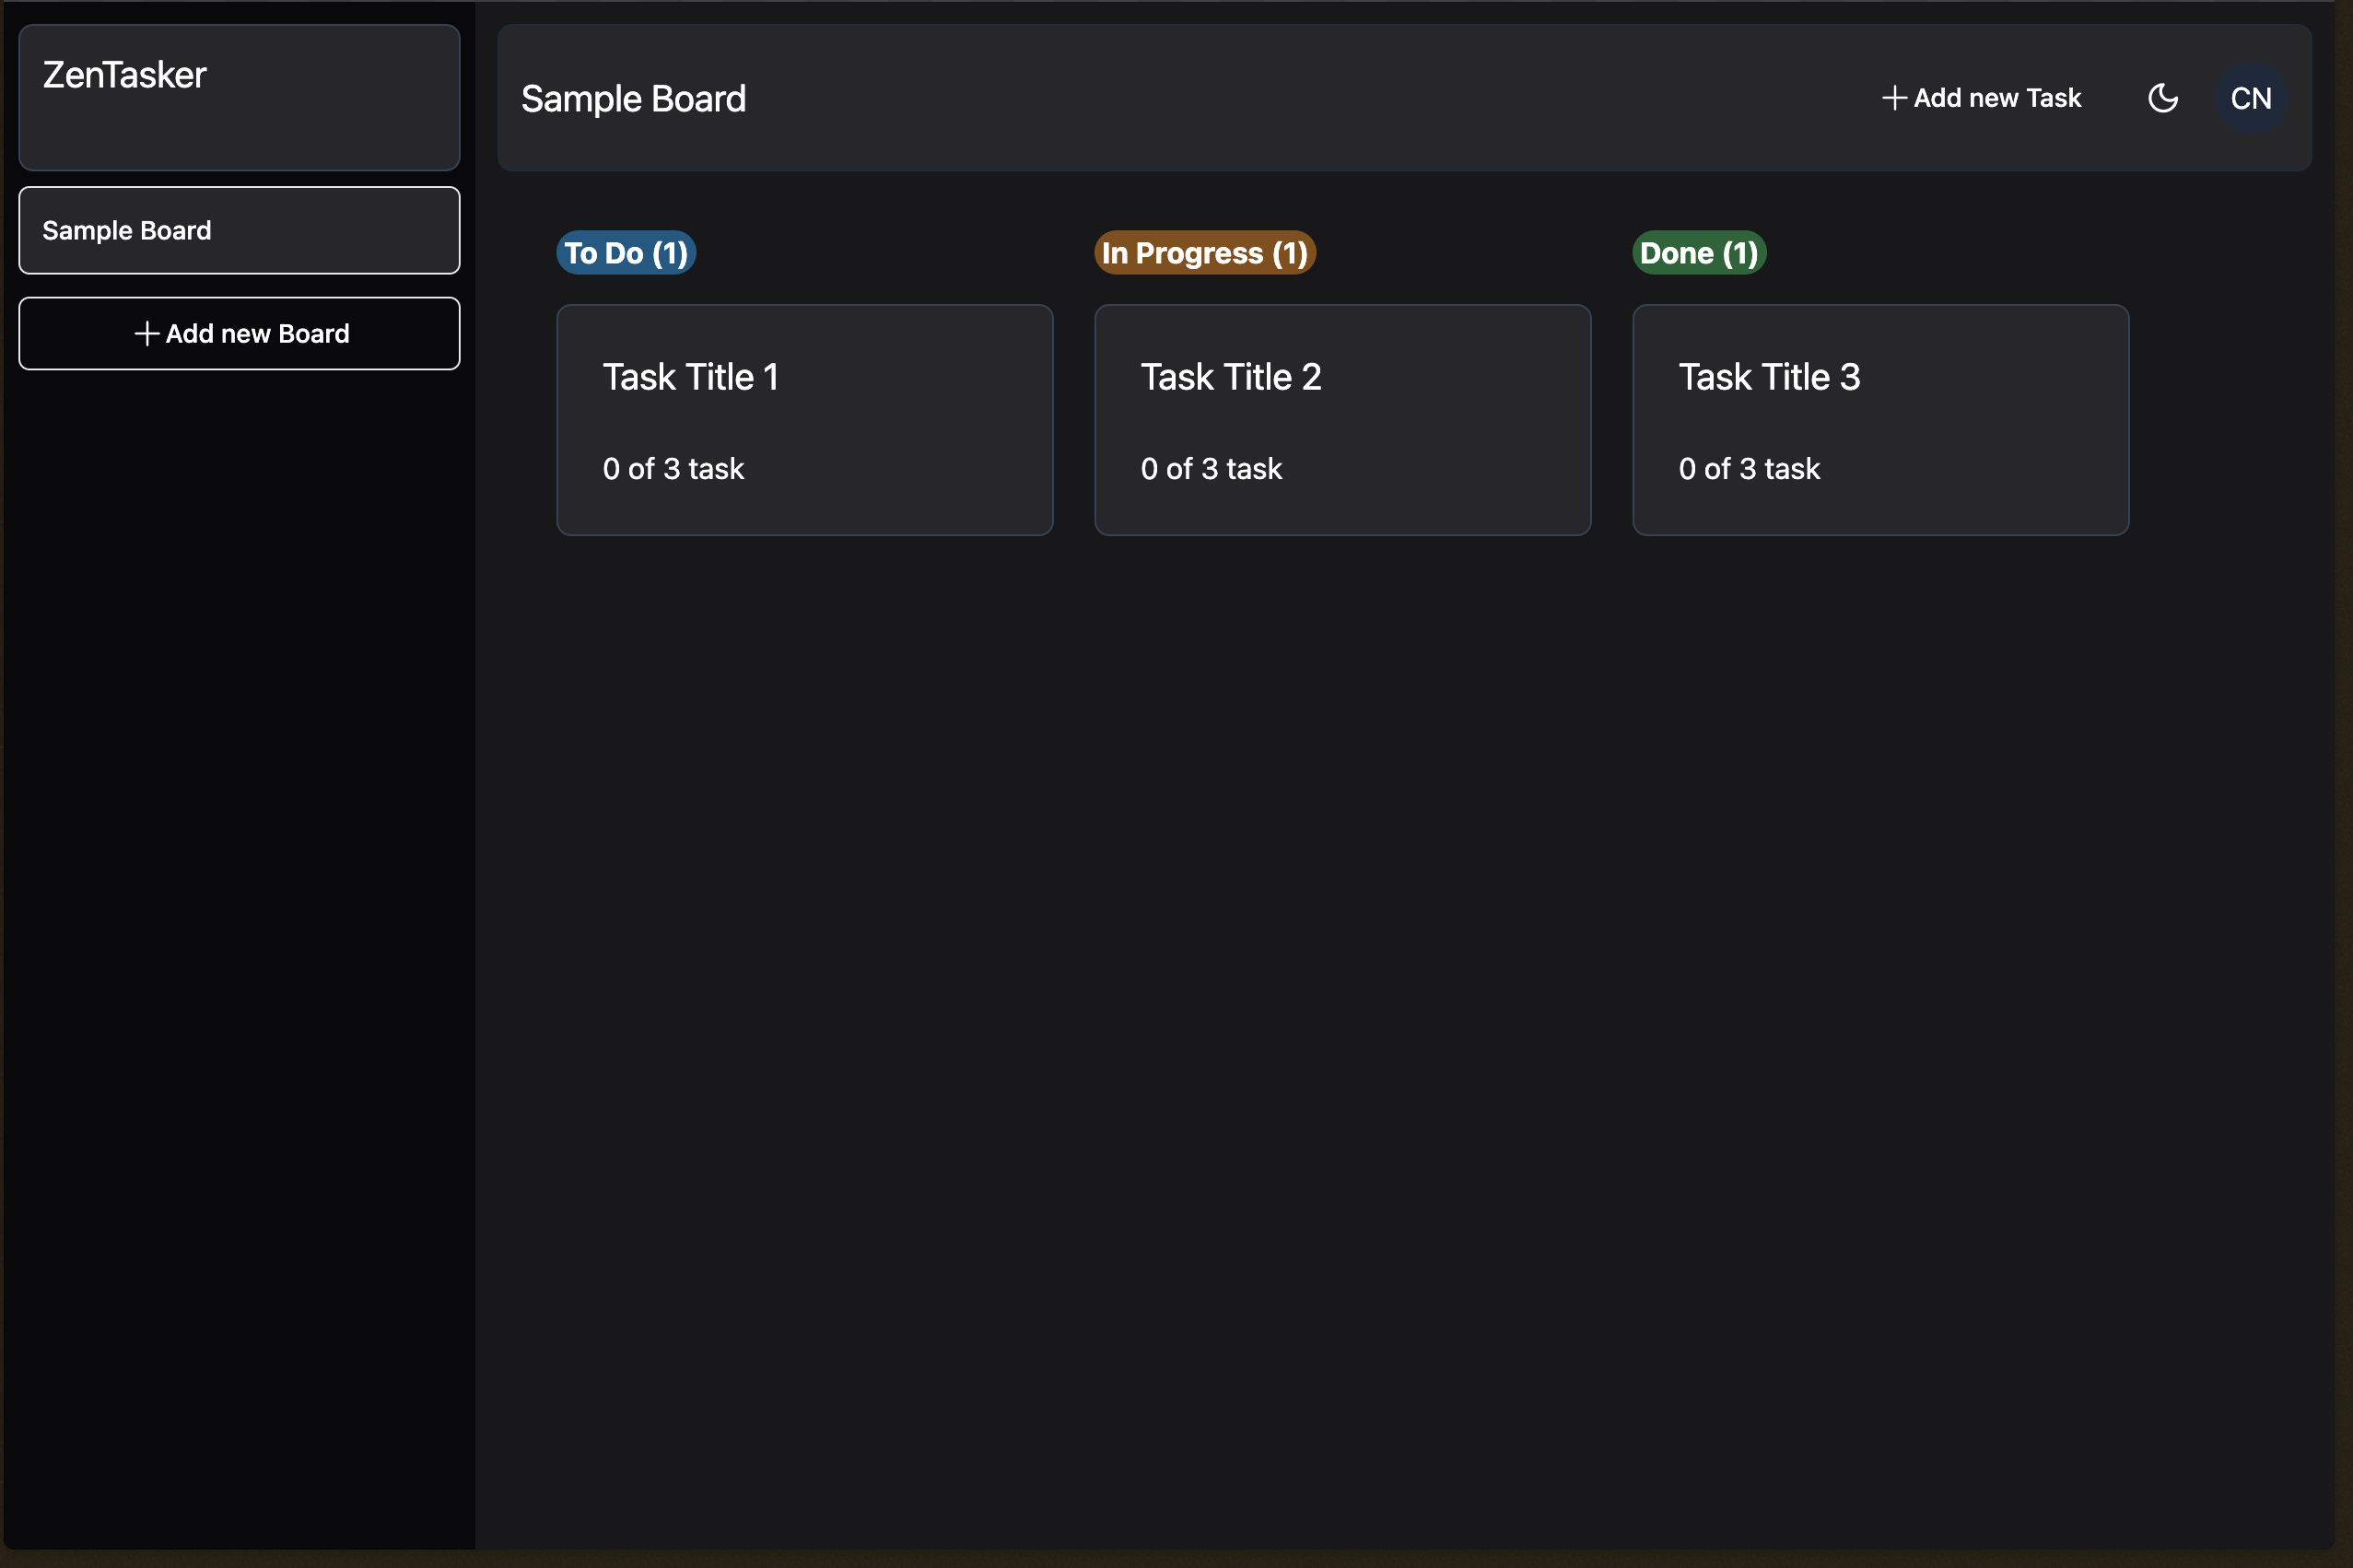 ZenTasker
Sample Board
Add new Board
Sample Board
Add new Task
CN
To Do (1)
Task Title 1
0 of 3 task
In Progress (1)
Task Title 2
0 of 3 task
Done (1)
Task Title 3
0 of 3 task